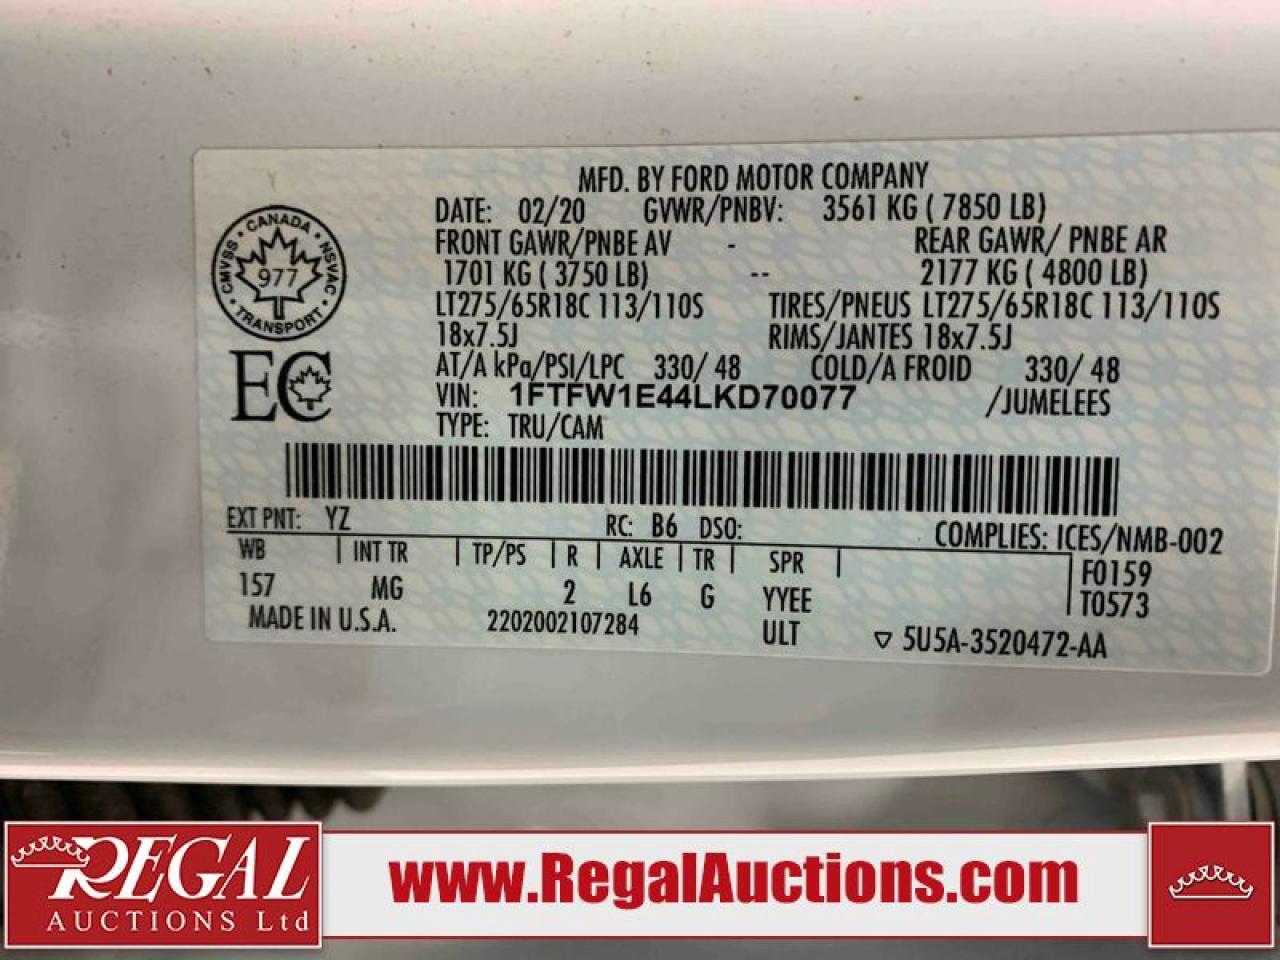 MFD. BY FORD MOTOR COMPANY
DATE: 02/20 GVWR/PNBV: 3561 KG ( 7850 LB)
FRONT GAWR/PNBE AV - REAR GAWR/ PNBE AR
1701 KG ( 3750 LB) -- 2177 KG ( 4800 LB)
LT275/65R18C 113/110S TIRES/PNEUS LT275/65R18C 113/110S
18x7.5J RIMS/JANTES 18x7.5J
AT/A kPa/PSI/LPC 330/ 48 COLD/A FROID 330/ 48
VIN: 1FTFW1E44LKD70077 /JUMELEES
TYPE: TRU/CAM
CANADA
CMVSS NSVAC
977
TRANSPORT
EC
EXT PNT: YZ RC: B6 DSO: COMPLIES: ICES/NMB-002
WB | INT TR | TP/PS | R | AXLE | TR | SPR | F0159
157 MG 2 L6 G YYEE T0573
MADE IN U.S.A. 2202002107284 ULT ▽ 5U5A-3520472-AA
REGAL
AUCTIONS Ltd
www.RegalAuctions.com